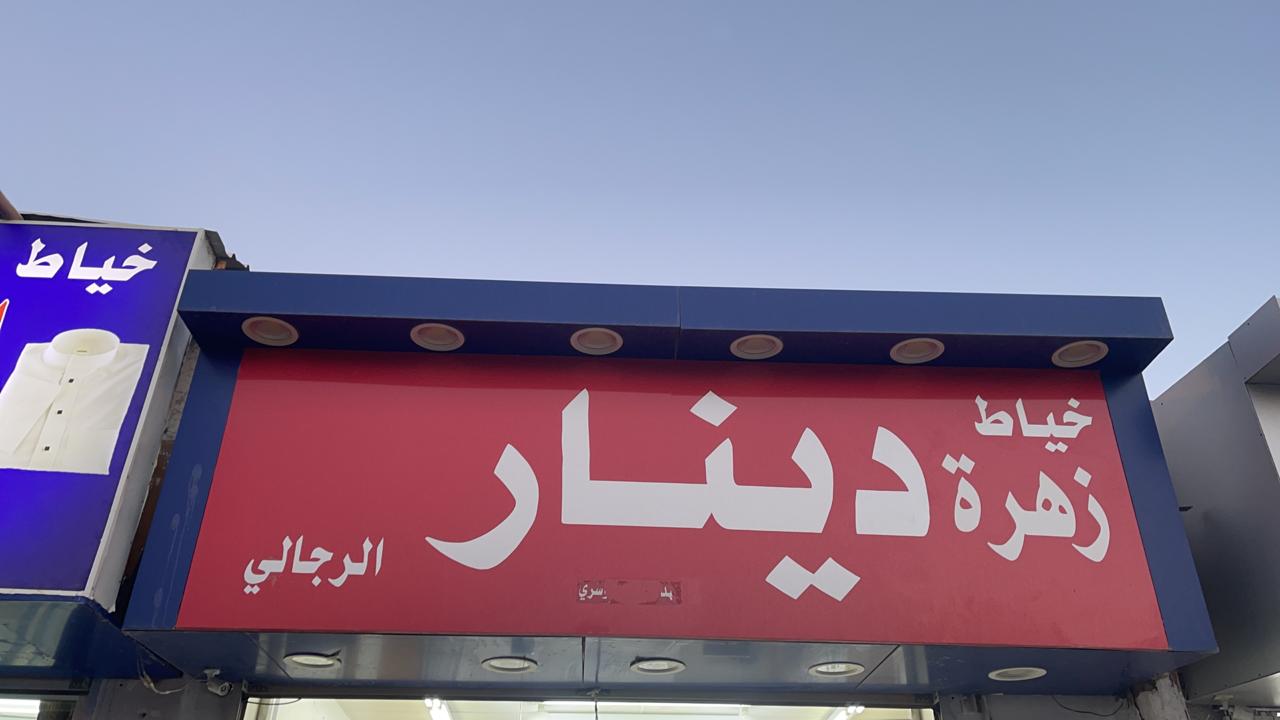 خياط
زهرة دينار
الرجالي
خياط